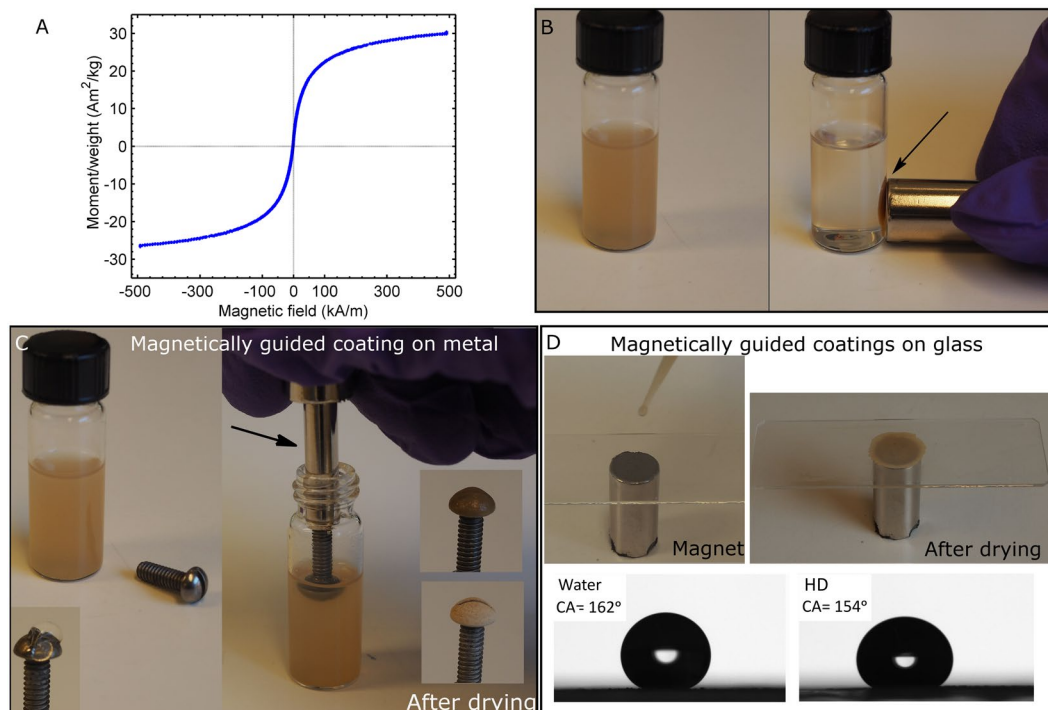 A
30
20
10
0
-10
-20
-30
Moment/weight (Am²/kg)
-500
-300
-100
0
100
300
500
Magnetic field (kA/m)
B
C
Magnetically guided coating on metal
After drying
D
Magnetically guided coatings on glass
Magnet
After drying
Water
CA= 162°
HD
CA= 154°